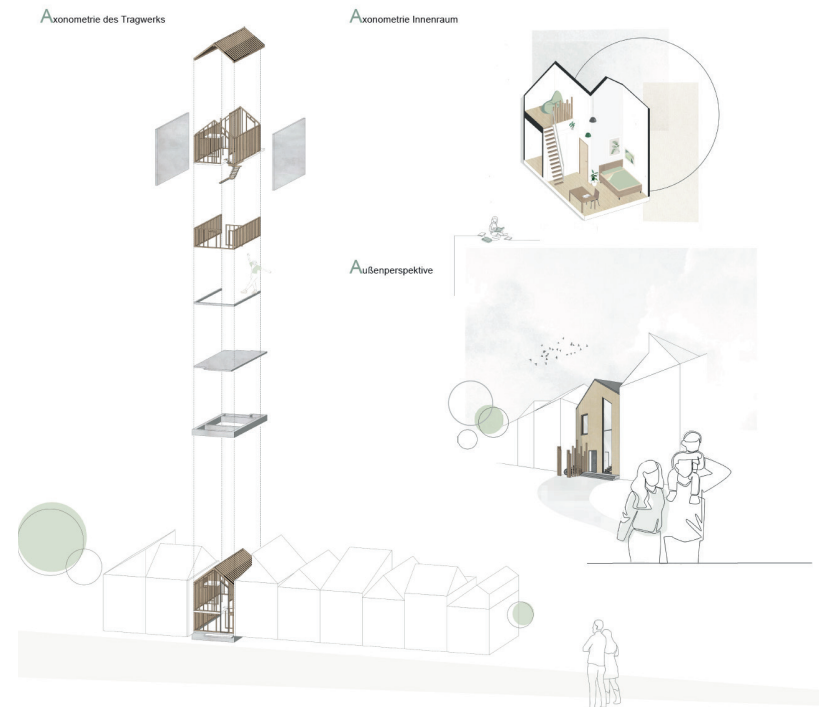 Axonometrie des Tragwerks
Axonometrie Innenraum
Außenperspektive